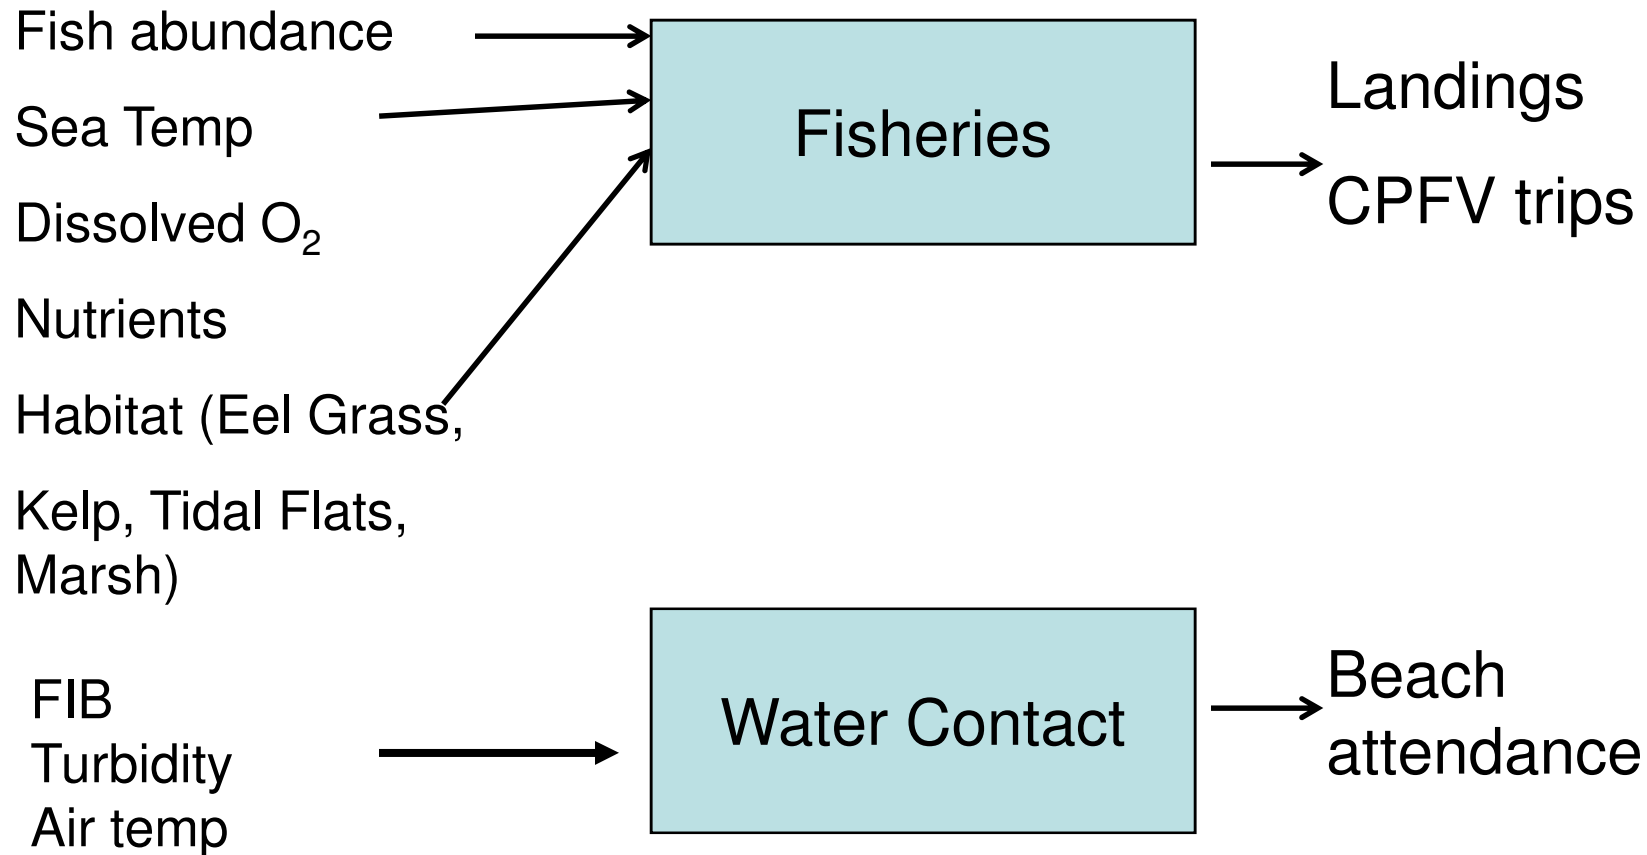 Fish abundance
Sea Temp
Dissolved O₂
Nutrients
Habitat (Eel Grass,
Kelp, Tidal Flats,
Marsh)
Fisheries
Landings
CPFV trips
FIB
Turbidity
Air temp
Water Contact
Beach
attendance